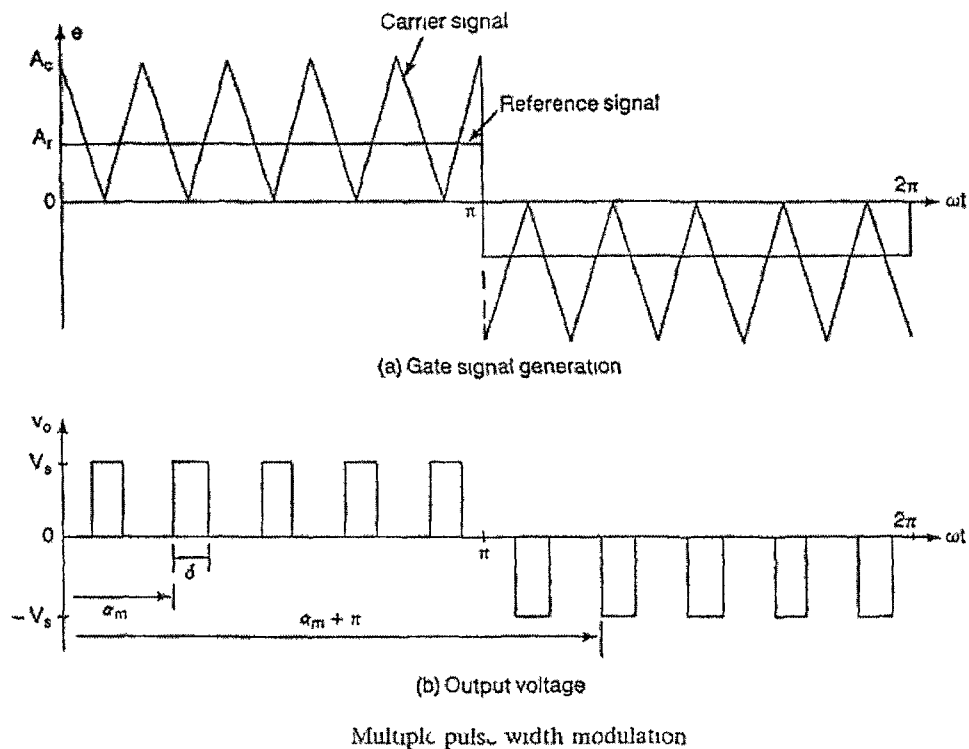 e
Carrier signal
A_c
Reference signal
A_r
0
π
2π
ωt
(a) Gate signal generation
v_o
V_s
0
π
2π
ωt
δ
α_m
- V_s
α_m + π
(b) Output voltage
Multiple pulse width modulation